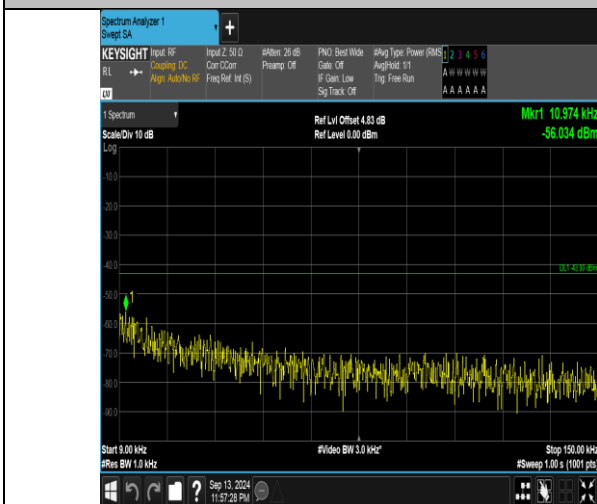 Spectrum Analyzer 1
Swept SA
+
KEYSIGHT
RL
Input: RF
Coupling: DC
Align: Auto/No RF
Input Z: 50 Ω
Corr CCorr
Freq Ref: Int (S)
#Atten: 26 dB
Preamp: Off
PNO: Best Wide
Gate: Off
IF Gain: Low
Sig Track: Off
#Avg Type: Power (RMS
Avg|Hold: 1/1
Trig: Free Run
1 2 3 4 5 6
A W W W W W
A A A A A A
1 Spectrum
Scale/Div 10 dB
Log
Ref Lvl Offset 4.83 dB
Ref Level 0.00 dBm
Mkr1 10.974 kHz
-56.034 dBm
-10.0
-20.0
-30.0
-40.0
DL1 -43.00 dBm
-50.0
1
-60.0
-70.0
-80.0
-90.0
Start 9.00 kHz
#Res BW 1.0 kHz
#Video BW 3.0 kHz*
Stop 150.00 kHz
#Sweep 1.00 s (1001 pts)
?
Sep 13, 2024
11:57:28 PM